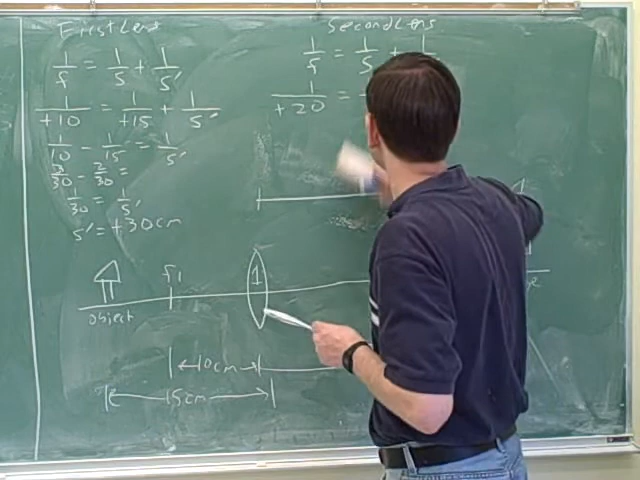 First Lens
1/f = 1/s + 1/s'
1/+10 = 1/+15 + 1/s'
1/10 - 1/15 = 1/s'
3/30 - 2/30 =
1/30 = 1/s'
s' = +30cm
Second Lens
1/f = 1/s + 1
1/+20 =
f1
1
object
10cm
15cm